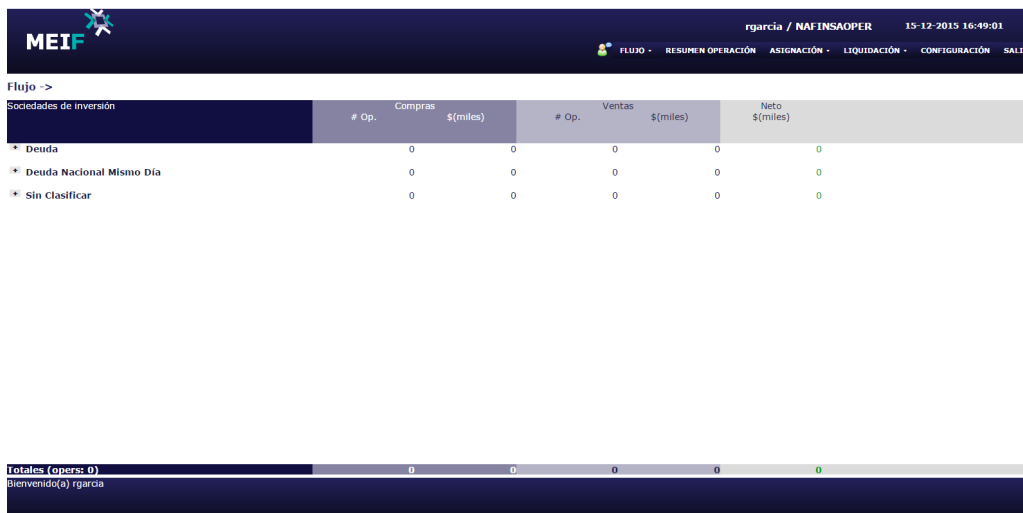 MEIF
rgarcia / NAFINSAOPER 15-12-2015 16:49:01
FLUJO RESUMEN OPERACIÓN ASIGNACIÓN LIQUIDACIÓN CONFIGURACIÓN SALI
Flujo ->
Sociedades de inversión Compras Ventas Neto
# Op. $(miles) # Op. $(miles) $(miles)
+ Deuda 0 0 0 0 0
+ Deuda Nacional Mismo Día 0 0 0 0 0
+ Sin Clasificar 0 0 0 0 0
Totales (opers: 0) 0 0 0 0 0
Bienvenido(a) rgarcia